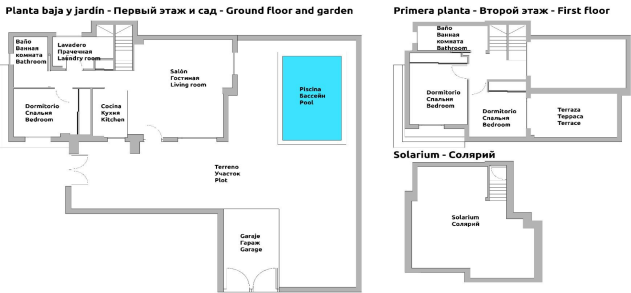 Planta baja y jardín - Первый этаж и сад - Ground floor and garden
Primera planta - Второй этаж - First floor
Baño
Ванная
комната
Bathroom
Lavadero
Прачечная
Laundry room
Salón
Гостиная
Living room
Piscina
Бассейн
Pool
Dormitorio
Спальня
Bedroom
Cocina
Кухня
Kitchen
Terreno
Участок
Plot
Garaje
Гараж
Garage
Baño
Ванная
комната
Bathroom
Dormitorio
Спальня
Bedroom
Dormitorio
Спальня
Bedroom
Terraza
Терраса
Terrace
Solarium - Солярий
Solarium
Солярий